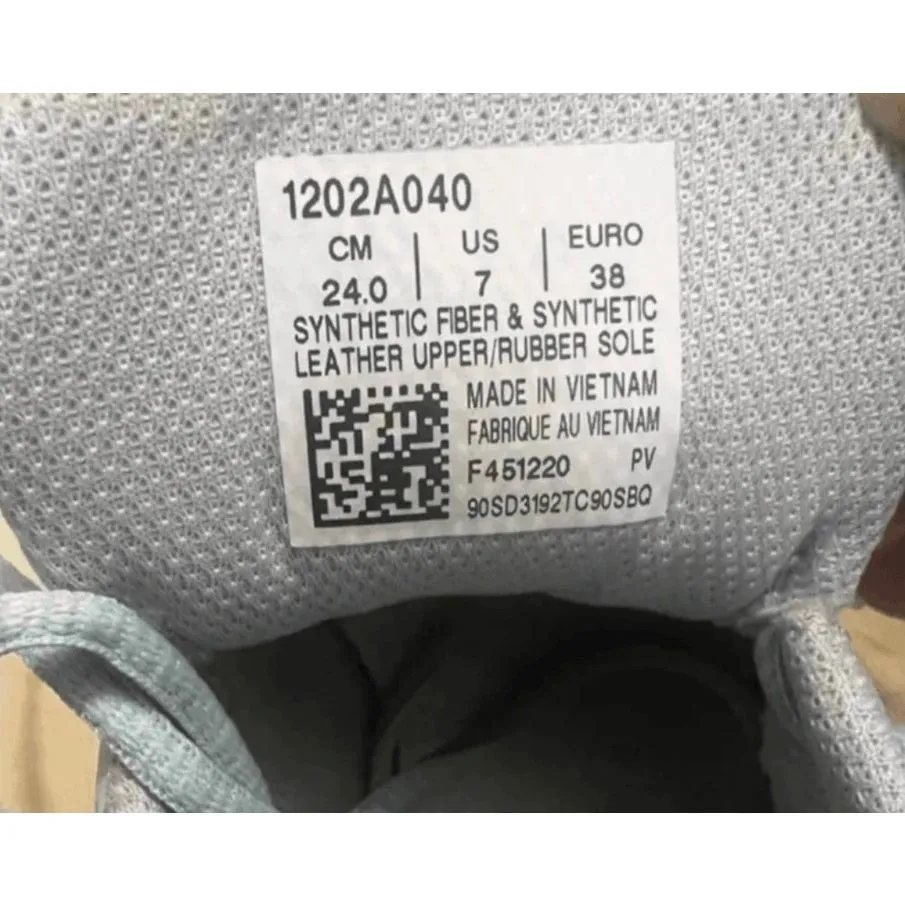 1202A040
CM | US | EURO
24.0 | 7 | 38
SYNTHETIC FIBER & SYNTHETIC
LEATHER UPPER/RUBBER SOLE
MADE IN VIETNAM
FABRIQUE AU VIETNAM
F451220 PV
90SD3192TC90SBQ